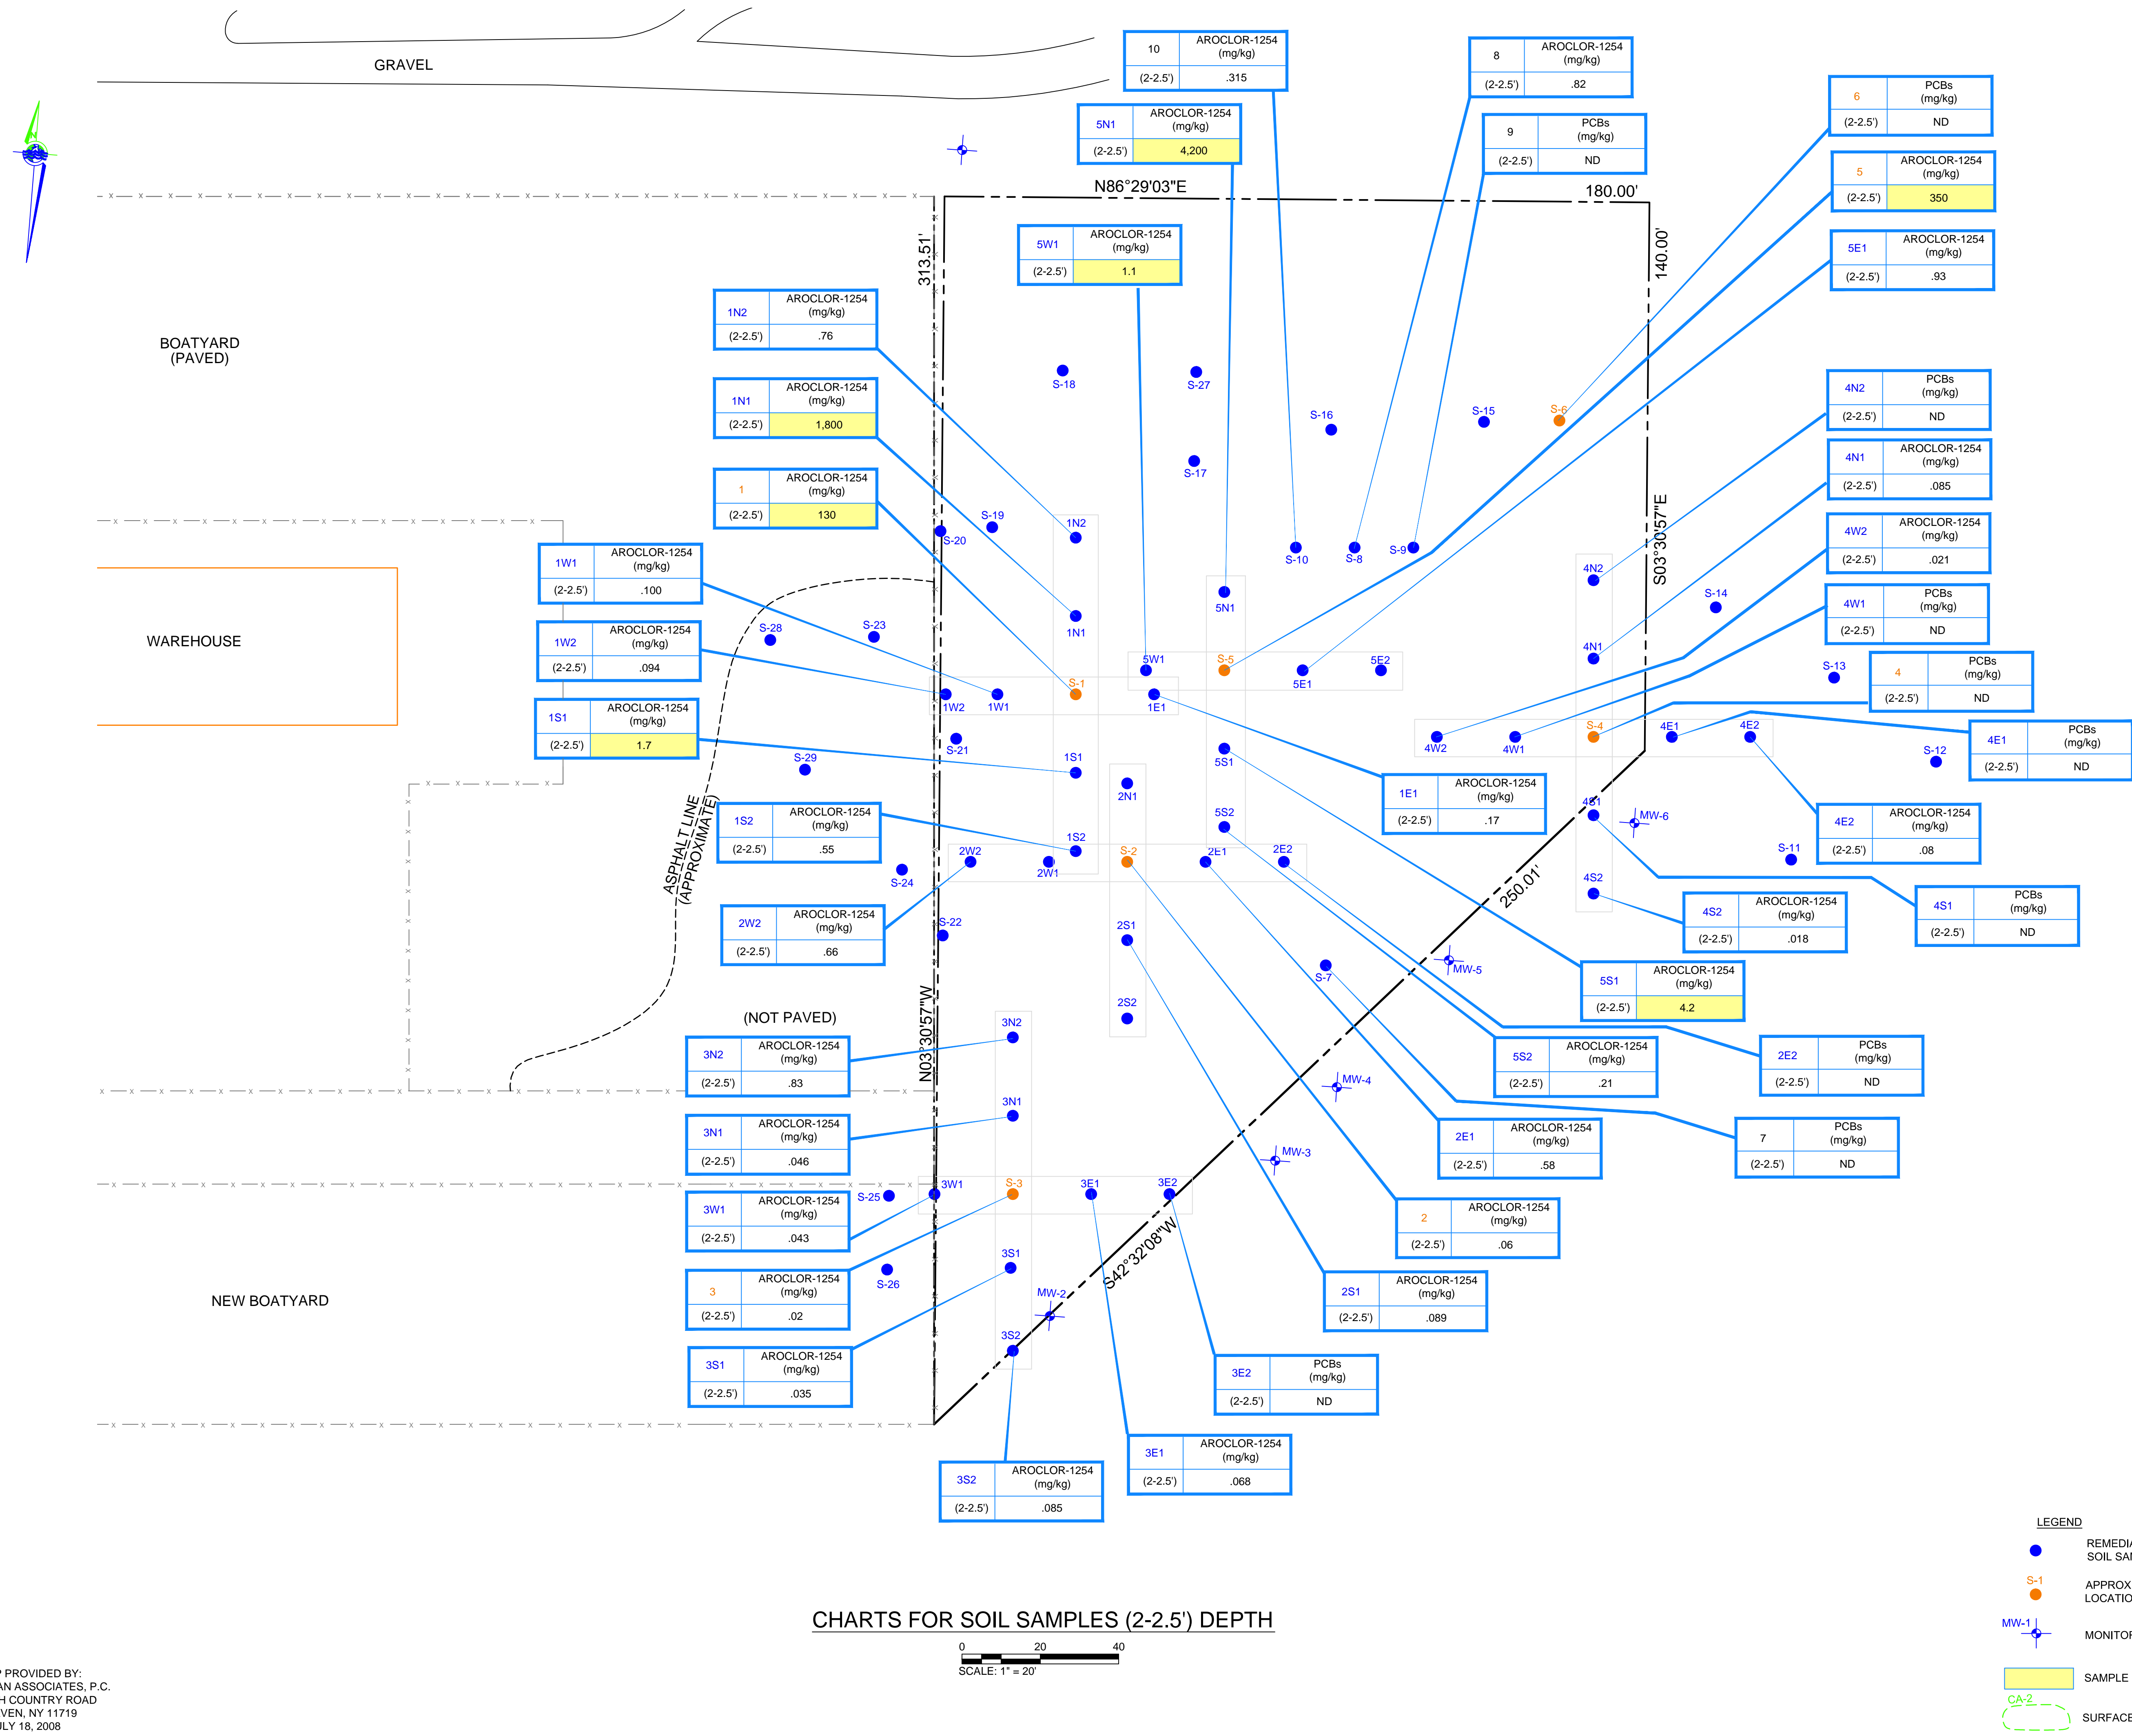 GRAVEL
10 AROCLOR-1254
(mg/kg)
(2-2.5') .315
8 AROCLOR-1254
(mg/kg)
(2-2.5') .82
6 PCBs
(mg/kg)
(2-2.5') ND
5N1 AROCLOR-1254
(mg/kg)
(2-2.5') 4,200
9 PCBs
(mg/kg)
(2-2.5') ND
5 AROCLOR-1254
(mg/kg)
(2-2.5') 350
N86°29'03"E
180.00'
313.51'
140.00'
5W1 AROCLOR-1254
(mg/kg)
(2-2.5') 1.1
5E1 AROCLOR-1254
(mg/kg)
(2-2.5') .93
1N2 AROCLOR-1254
(mg/kg)
(2-2.5') .76
BOATYARD
(PAVED)
S-18
S-27
S-16
S-15
S-6
4N2 PCBs
(mg/kg)
(2-2.5') ND
1N1 AROCLOR-1254
(mg/kg)
(2-2.5') 1,800
S-17
4N1 AROCLOR-1254
(mg/kg)
(2-2.5') .085
1 AROCLOR-1254
(mg/kg)
(2-2.5') 130
S03°30'57"E
S-20
S-19
1N2
S-10
S-8
S-9
4N2
4W2 AROCLOR-1254
(mg/kg)
(2-2.5') .021
1W1 AROCLOR-1254
(mg/kg)
(2-2.5') .100
5N1
S-14
4W1 PCBs
(mg/kg)
(2-2.5') ND
WAREHOUSE
1W2 AROCLOR-1254
(mg/kg)
(2-2.5') .094
S-28
S-23
1N1
4N1
S-13
5W1
S-5
5E1
5E2
4 PCBs
(mg/kg)
(2-2.5') ND
1W2
1W1
S-1
1E1
1S1 AROCLOR-1254
(mg/kg)
(2-2.5') 1.7
S-21
4W2
4W1
S-4
4E1
4E2
4E1 PCBs
(mg/kg)
(2-2.5') ND
S-12
S-29
1S1
5S1
2N1
1E1 AROCLOR-1254
(mg/kg)
(2-2.5') .17
4S1
MW-6
4E2 AROCLOR-1254
(mg/kg)
(2-2.5') .08
ASPHALT LINE
(APPROXIMATE)
1S2 AROCLOR-1254
(mg/kg)
(2-2.5') .55
5S2
1S2
2W2
2W1
S-2
2E1
2E2
S-11
S-24
250.01'
4S2
4S2 AROCLOR-1254
(mg/kg)
(2-2.5') .018
4S1 PCBs
(mg/kg)
(2-2.5') ND
2W2 AROCLOR-1254
(mg/kg)
(2-2.5') .66
S-22
2S1
S-7
MW-5
5S1 AROCLOR-1254
(mg/kg)
(2-2.5') 4.2
N03°30'57"W
(NOT PAVED)
2S2
3N2
3N2 AROCLOR-1254
(mg/kg)
(2-2.5') .83
5S2 AROCLOR-1254
(mg/kg)
(2-2.5') .21
2E2 PCBs
(mg/kg)
(2-2.5') ND
MW-4
3N1
3N1 AROCLOR-1254
(mg/kg)
(2-2.5') .046
2E1 AROCLOR-1254
(mg/kg)
(2-2.5') .58
7 PCBs
(mg/kg)
(2-2.5') ND
MW-3
S-25
3W1
S-3
3E1
3E2
3W1 AROCLOR-1254
(mg/kg)
(2-2.5') .043
2 AROCLOR-1254
(mg/kg)
(2-2.5') .06
S42°32'08"W
3S1
S-26
3 AROCLOR-1254
(mg/kg)
(2-2.5') .02
NEW BOATYARD
MW-2
2S1 AROCLOR-1254
(mg/kg)
(2-2.5') .089
3S2
3S1 AROCLOR-1254
(mg/kg)
(2-2.5') .035
3E2 PCBs
(mg/kg)
(2-2.5') ND
3E1 AROCLOR-1254
(mg/kg)
(2-2.5') .068
3S2 AROCLOR-1254
(mg/kg)
(2-2.5') .085
LEGEND
SOIL
S-1
MW-1
SAMPLE
CA-2
SURFACE
CHARTS FOR SOIL SAMPLES (2-2.5') DEPTH
0 20 40
SCALE: 1" = 20'
PROVIDED BY:
ASSOCIATES, P.C.
COUNTRY ROAD
NY 11719
18, 2008